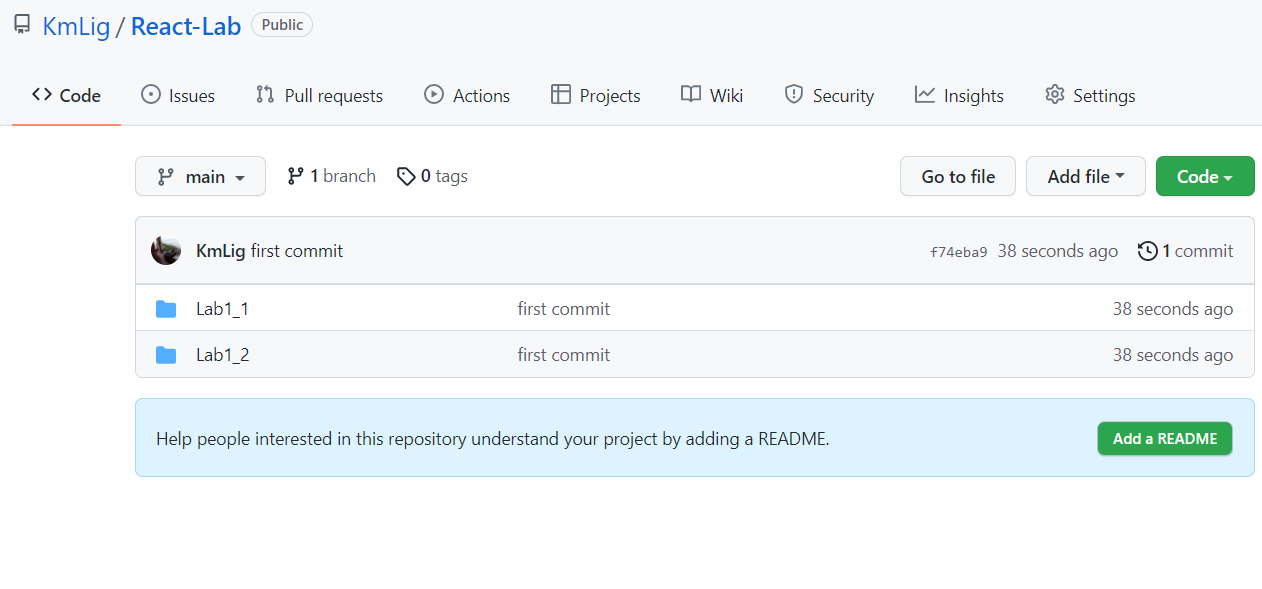 KmLig / React-Lab Public
Code Issues Pull requests Actions Projects Wiki Security Insights Settings
main 1 branch 0 tags Go to file Add file Code
KmLig first commit f74eba9 38 seconds ago 1 commit
Lab1_1 first commit 38 seconds ago
Lab1_2 first commit 38 seconds ago
Help people interested in this repository understand your project by adding a README. Add a README